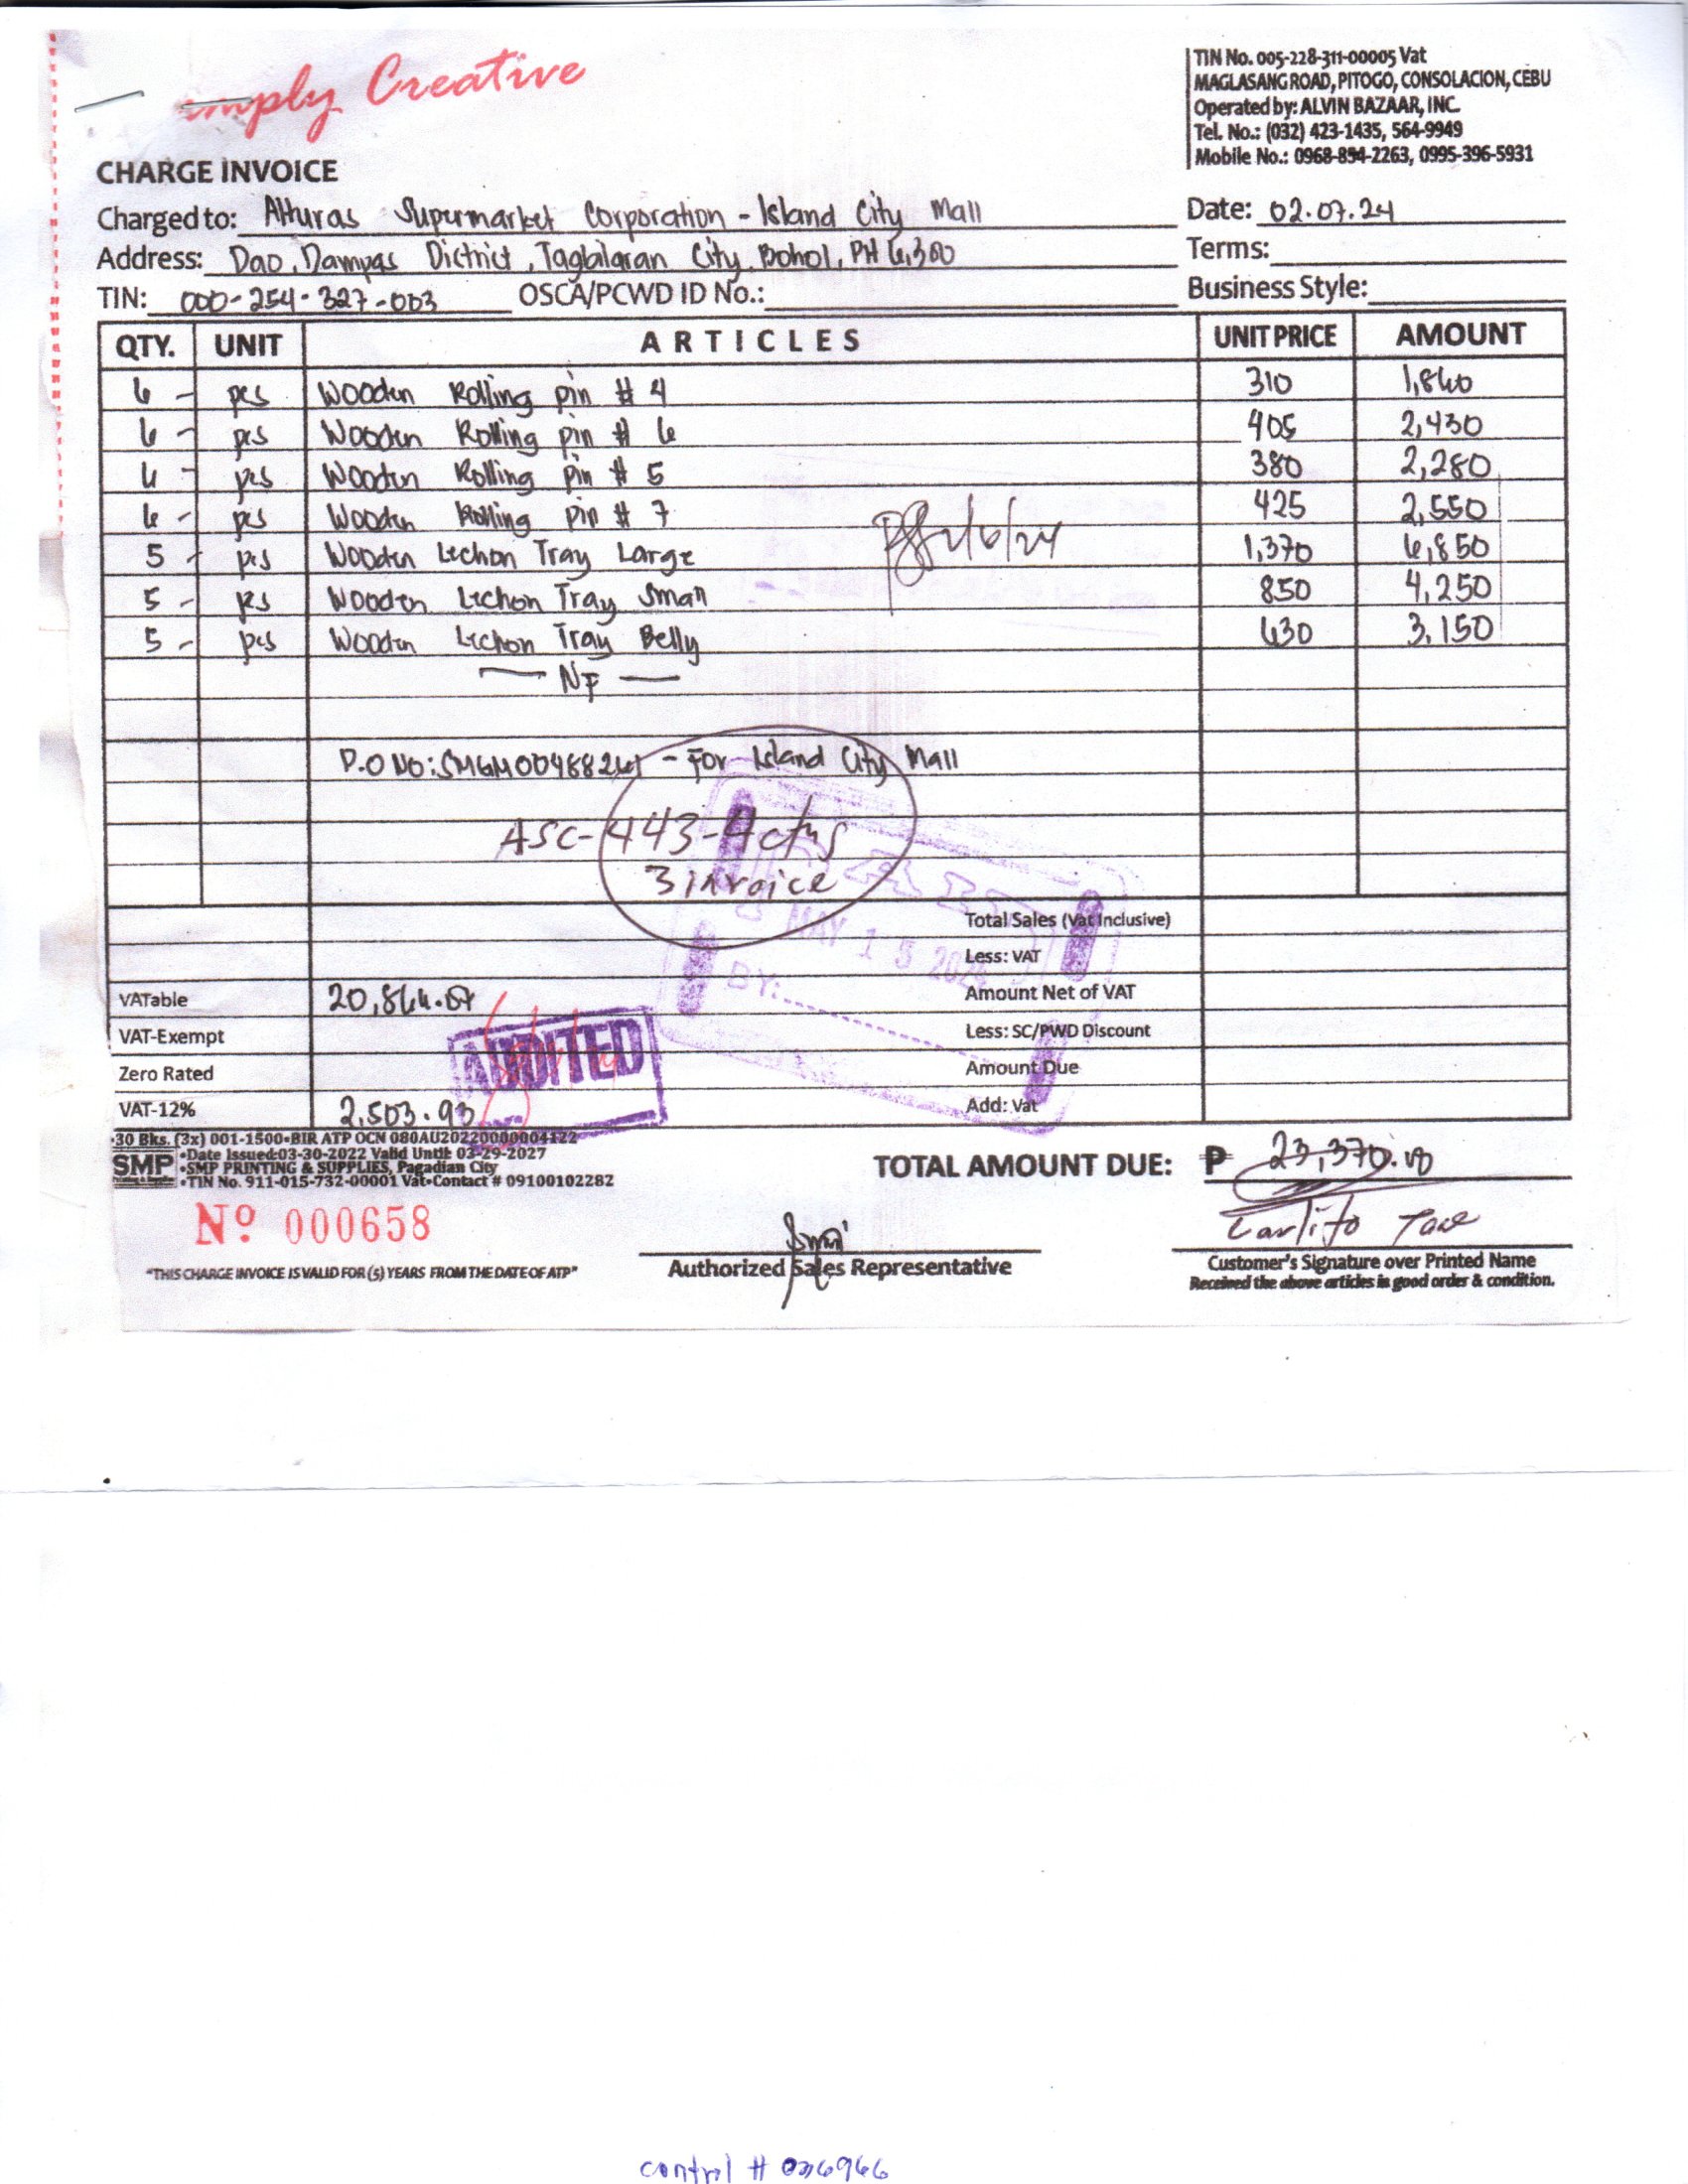 Simply Creative
TIN No. 005-228-311-00005 Vat
MAGLASANG ROAD, PITOGO, CONSOLACION, CEBU
Operated by: ALVIN BAZAAR, INC.
Tel. No.: (032) 423-1435, 564-9949
Mobile No.: 0968-854-2263, 0995-396-5931
CHARGE INVOICE
Charged to: Alturas Supermarket Corporation - Island City Mall Date: 02.07.24
Address: Dao, Dampas District, Tagbilaran City, Bohol, PH 6,300 Terms:
TIN: 000-254-327-003 OSCA/PCWD ID No.: Business Style:
QTY. UNIT ARTICLES UNIT PRICE AMOUNT
6 - pcs Wooden Rolling pin # 4 310 1,860
6 - pcs Wooden Rolling pin # 6 405 2,430
6 - pcs Wooden Rolling pin # 5 380 2,280
6 - pcs Wooden Rolling pin # 7 425 2,550
5 - pcs Wooden Lechon Tray Large 1,370 6,850
5 - pcs Wooden Lechon Tray Small 850 4,250
5 - pcs Wooden Lechon Tray Belly 630 3,150
2/6/24
— NF —
P.O NO: - For Island City Mall
ASC-443-4ctns
3 invoice
MAY 15 2024
BY:
Total Sales (Vat Inclusive)
Less: VAT
VATable 20,866.07 Amount Net of VAT
VAT-Exempt Less: SC/PWD Discount
AUDITED
Zero Rated Amount Due
VAT-12% 2,503.93 Add: Vat
30 Bks. (3x) 001-1500•BIR ATP OCN 080AU20220000004122
•Date Issued:03-30-2022 Valid Until: 03-29-2027
SMP •SMP PRINTING & SUPPLIES, Pagadian City
•TIN No. 911-015-732-00001 Vat•Contact # 09100102282
TOTAL AMOUNT DUE: ₱ 23,370.00
Nº 000658
Carlito
Authorized Sales Representative
Customer's Signature over Printed Name
"THIS CHARGE INVOICE IS VALID FOR (5) YEARS FROM THE DATE OF ATP"
Received the above articles in good order & condition.
control # 036966